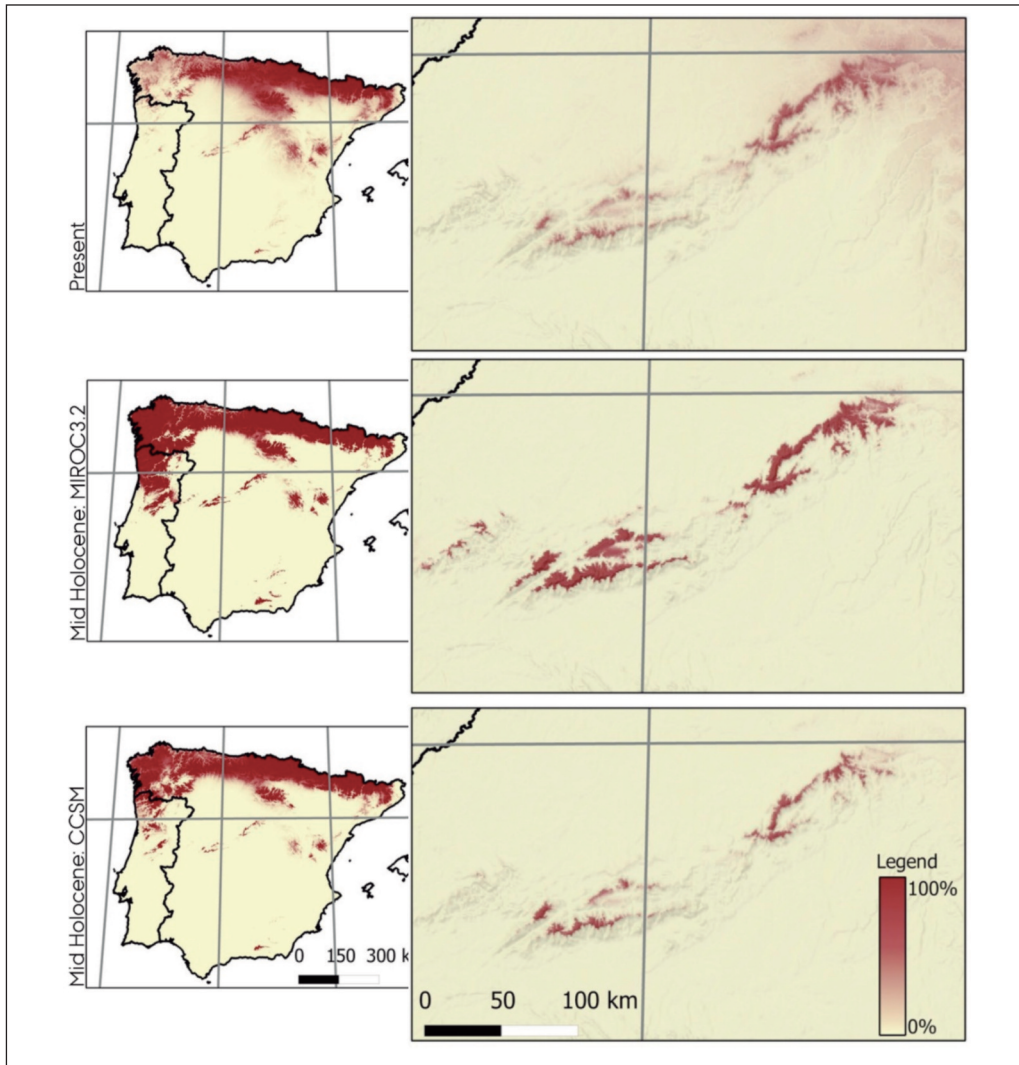 Present
Mid Holocene: MIROC3.2
Mid Holocene: CCSM
0 150 300 k
0 50 100 km
Legend
100%
0%